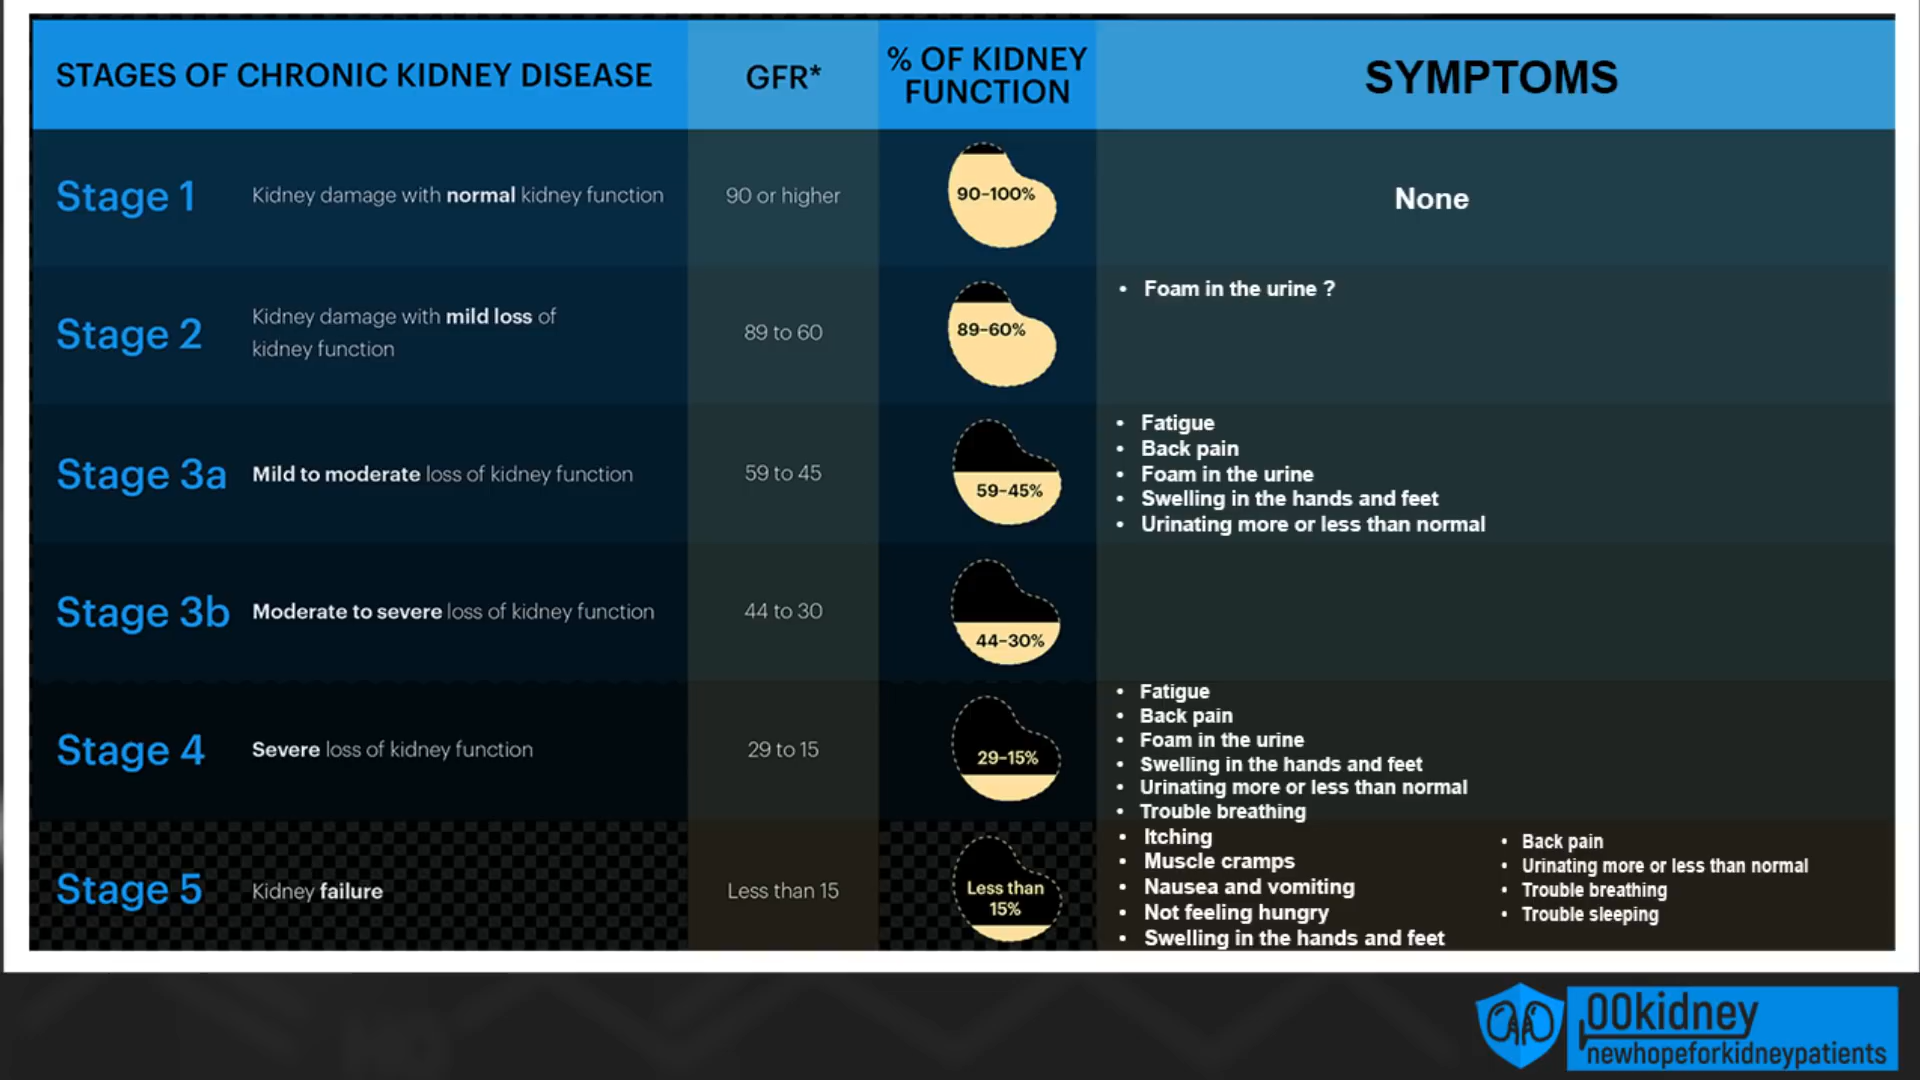 STAGES OF CHRONIC KIDNEY DISEASE
GFR*
% OF KIDNEY
FUNCTION
SYMPTOMS
Stage 1
Kidney damage with normal kidney function
90 or higher
90-100%
None
Stage 2
Kidney damage with mild loss of
kidney function
89 to 60
89-60%
• Foam in the urine ?
Stage 3a
Mild to moderate loss of kidney function
59 to 45
59-45%
• Fatigue
• Back pain
• Foam in the urine
• Swelling in the hands and feet
• Urinating more or less than normal
Stage 3b
Moderate to severe loss of kidney function
44 to 30
44-30%
Stage 4
Severe loss of kidney function
29 to 15
29-15%
• Fatigue
• Back pain
• Foam in the urine
• Swelling in the hands and feet
• Urinating more or less than normal
• Trouble breathing
Stage 5
Kidney failure
Less than 15
Less than
15%
• Itching
• Muscle cramps
• Nausea and vomiting
• Not feeling hungry
• Swelling in the hands and feet
• Back pain
• Urinating more or less than normal
• Trouble breathing
• Trouble sleeping
00kidney
newhopeforkidneypatients